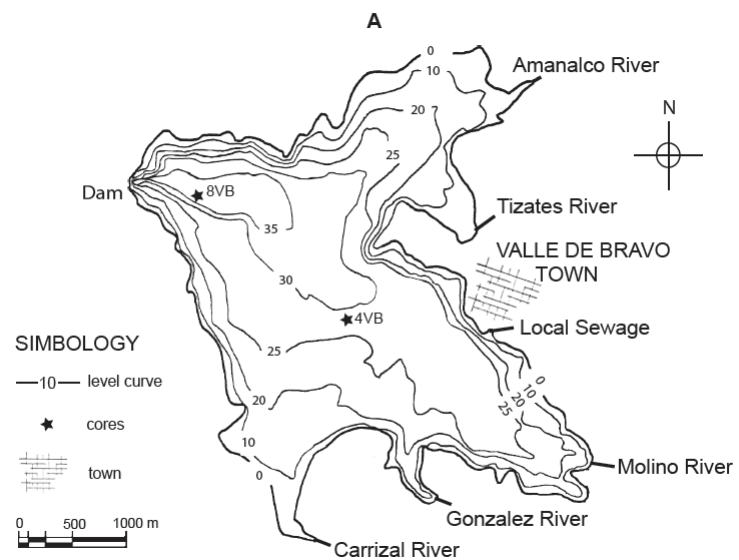 A
0
10
20
25
Amanalco River
N
Dam
8VB
35
30
Tizates River
VALLE DE BRAVO
TOWN
4VB
Local Sewage
SIMBOLOGY
10 level curve
cores
town
25
20
10
0
0
10
20
25
Molino River
Gonzalez River
Carrizal River
0 500 1000 m